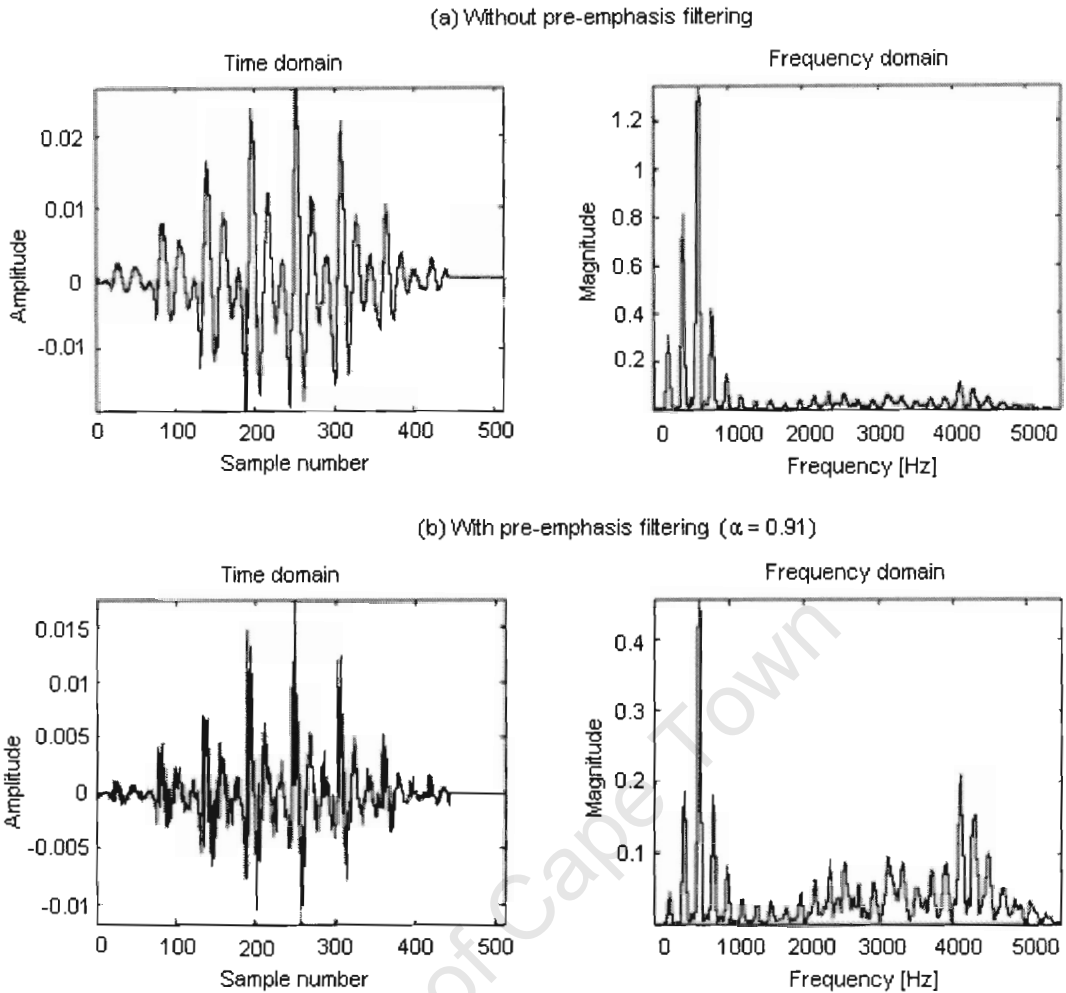 (a) Without pre-emphasis filtering
Time domain
Frequency domain
Amplitude
0.02
0.01
0
-0.01
0 100 200 300 400 500
Sample number
Magnitude
1.2
1
0.8
0.6
0.4
0.2
0 1000 2000 3000 4000 5000
Frequency [Hz]
(b) With pre-emphasis filtering (α = 0.91)
Time domain
Frequency domain
Amplitude
0.015
0.01
0.005
0
-0.005
-0.01
0 100 200 300 400 500
Sample number
Magnitude
0.4
0.3
0.2
0.1
0 1000 2000 3000 4000 5000
Frequency [Hz]
of Cape Town